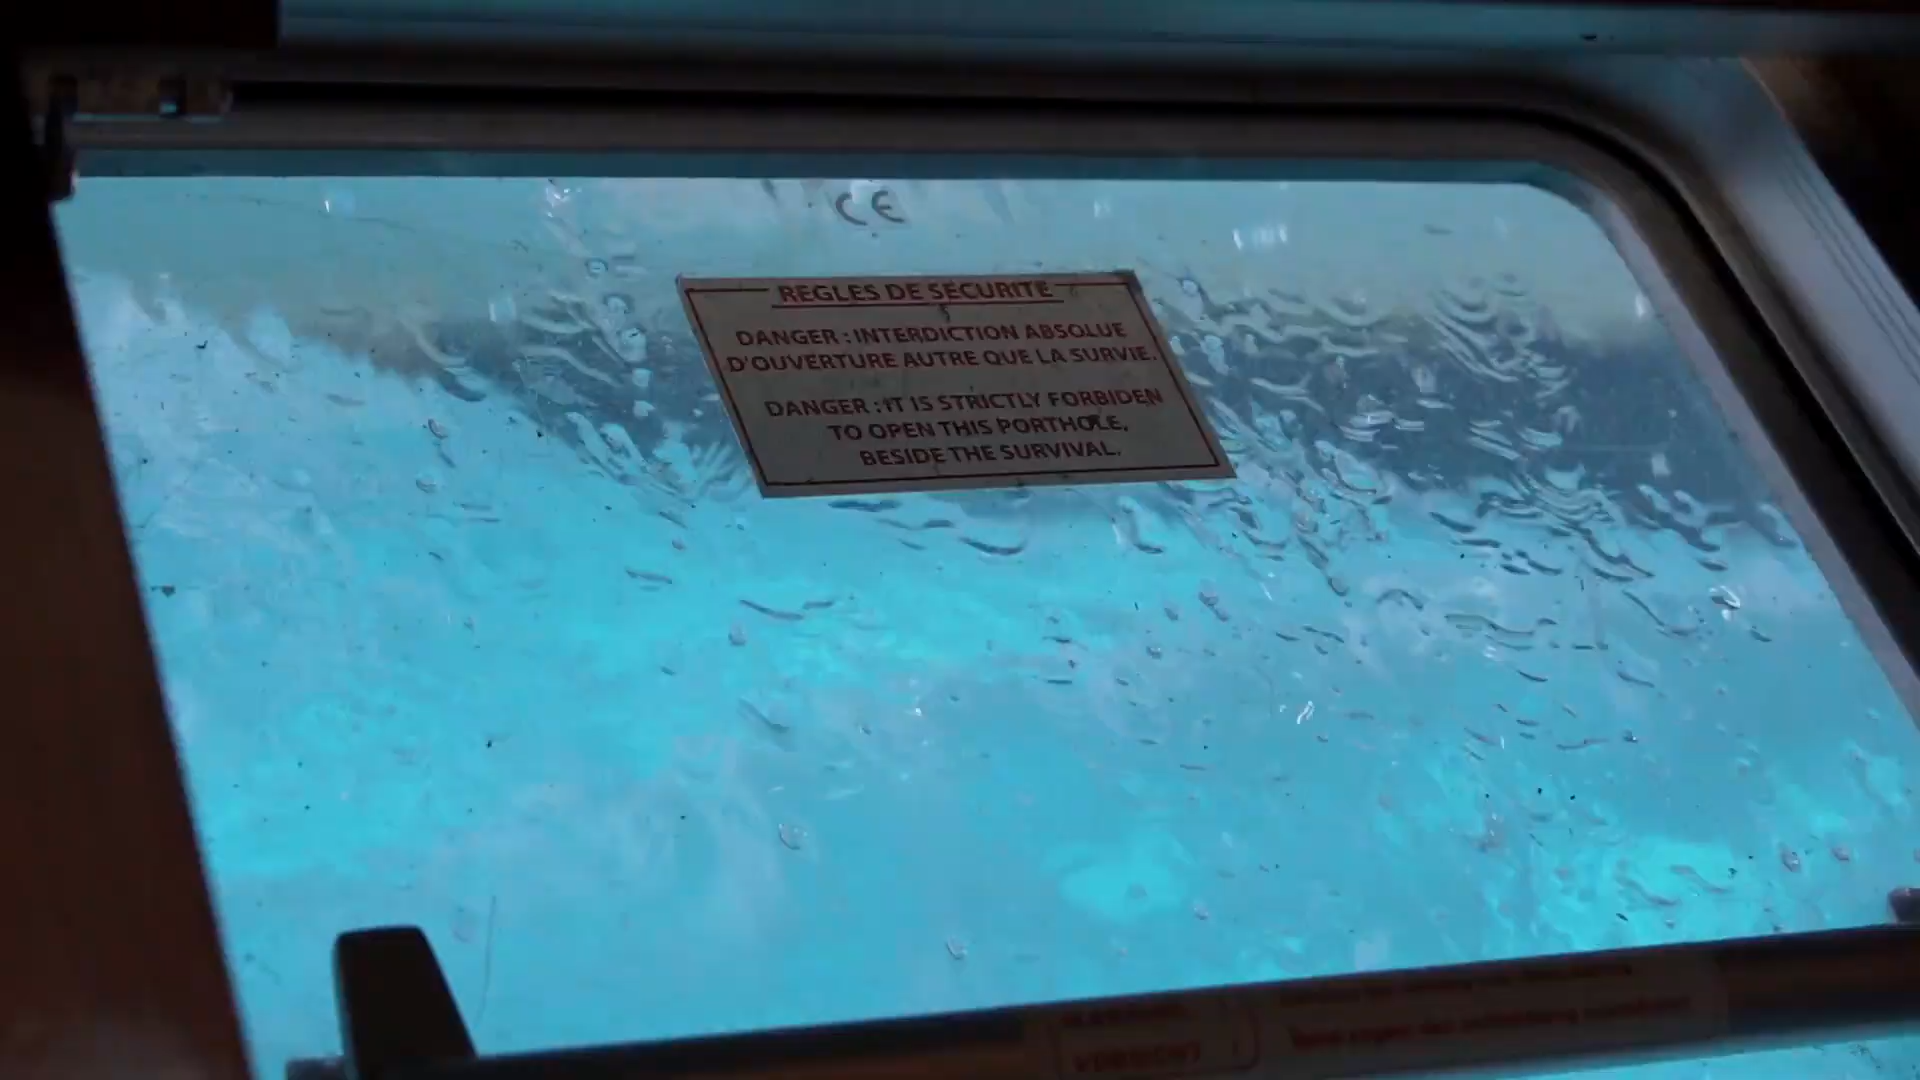 CE
REGLES DE SECURITE
DANGER : INTERDICTION ABSOLUE
D'OUVERTURE AUTRE QUE LA SURVIE.
DANGER : IT IS STRICTLY FORBIDEN
TO OPEN THIS PORTHOLE,
BESIDE THE SURVIVAL.